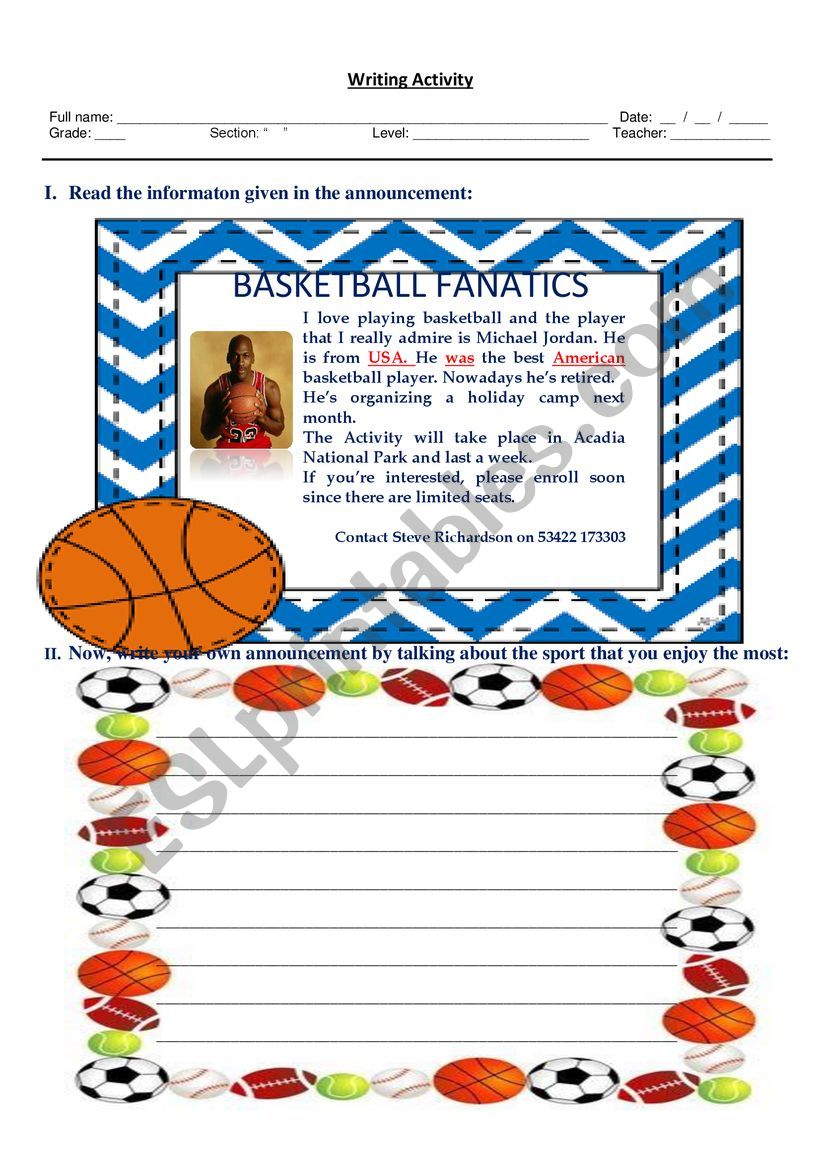 Writing Activity
Full name: _______________________________________________________________ Date: __ / __ / _____
Grade: ____ Section: “ ” Level: ______________________ Teacher: _____________
I. Read the informaton given in the announcement:
BASKETBALL FANATICS
I love playing basketball and the player
that I really admire is Michael Jordan. He
is from USA. He was the best American
basketball player. Nowadays he’s retired.
He’s organizing a holiday camp next
month.
The Activity will take place in Acadia
National Park and last a week.
If you’re interested, please enroll soon
since there are limited seats.
Contact Steve Richardson on 53422 173303
II. Now, write your own announcement by talking about the sport that you enjoy the most:
ESLprintables.com